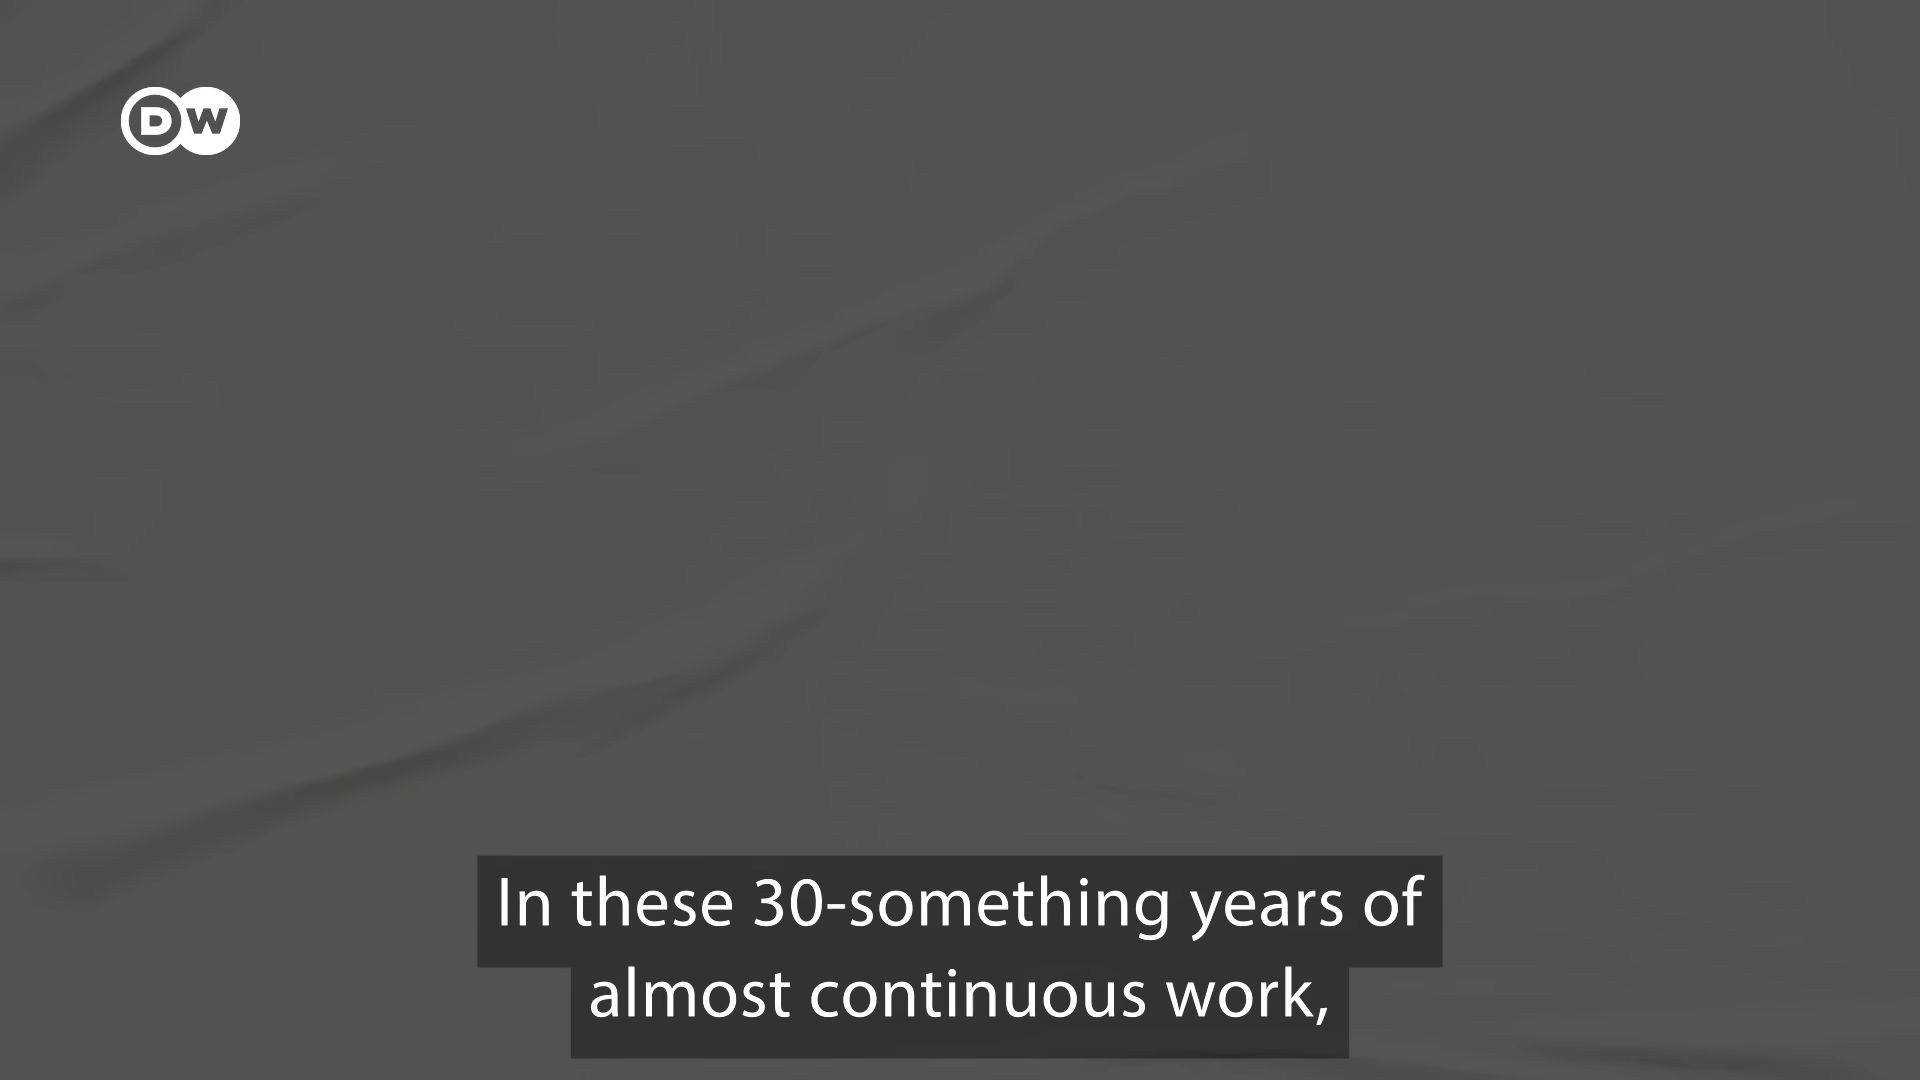 DW
In these 30-something years of
almost continuous work,